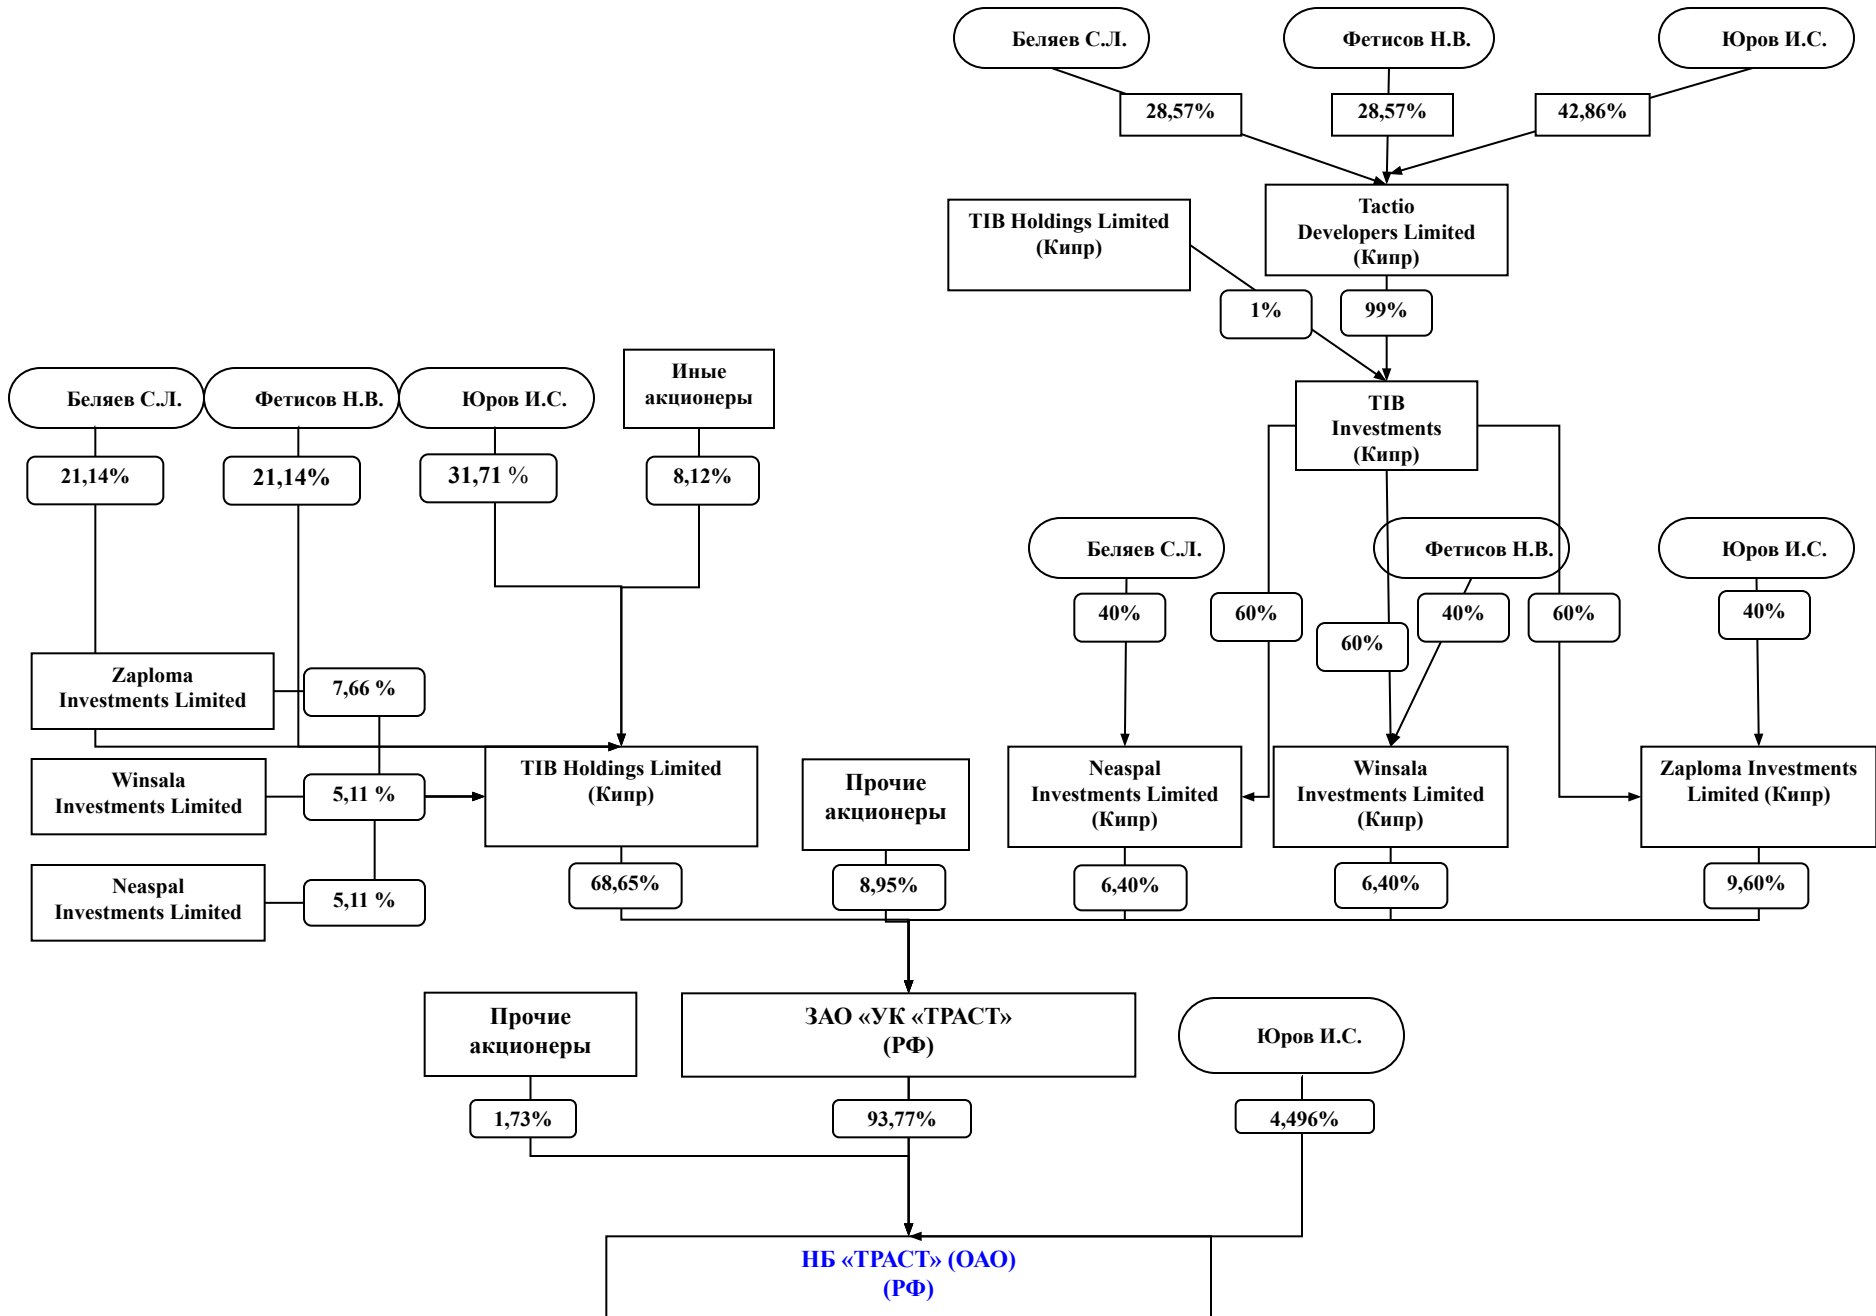 Беляев С.Л.
Фетисов Н.В.
Юров И.С.
28,57%
28,57%
42,86%
TIB Holdings Limited
(Кипр)
Tactio
Developers Limited
(Кипр)
1%
99%
Беляев С.Л.
Фетисов Н.В.
Юров И.С.
Иные
акционеры
TIB
Investments
(Кипр)
21,14%
21,14%
31,71 %
8,12%
Беляев С.Л.
Фетисов Н.В.
Юров И.С.
40%
60%
60%
40%
60%
40%
Zaploma
Investments Limited
7,66 %
Winsala
Investments Limited
5,11 %
TIB Holdings Limited
(Кипр)
Прочие
акционеры
Neaspal
Investments Limited
(Кипр)
Winsala
Investments Limited
(Кипр)
Zaploma Investments
Limited (Кипр)
Neaspal
Investments Limited
5,11 %
68,65%
8,95%
6,40%
6,40%
9,60%
Прочие
акционеры
ЗАО «УК «ТРАСТ»
(РФ)
Юров И.С.
1,73%
93,77%
4,496%
НБ «ТРАСТ» (ОАО)
(РФ)